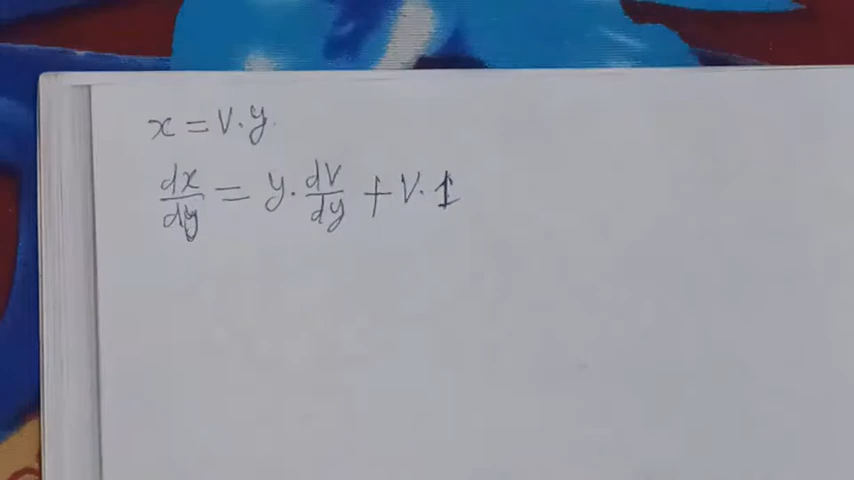 x = V.y
dx/dy = y. dV/dy + V. 1